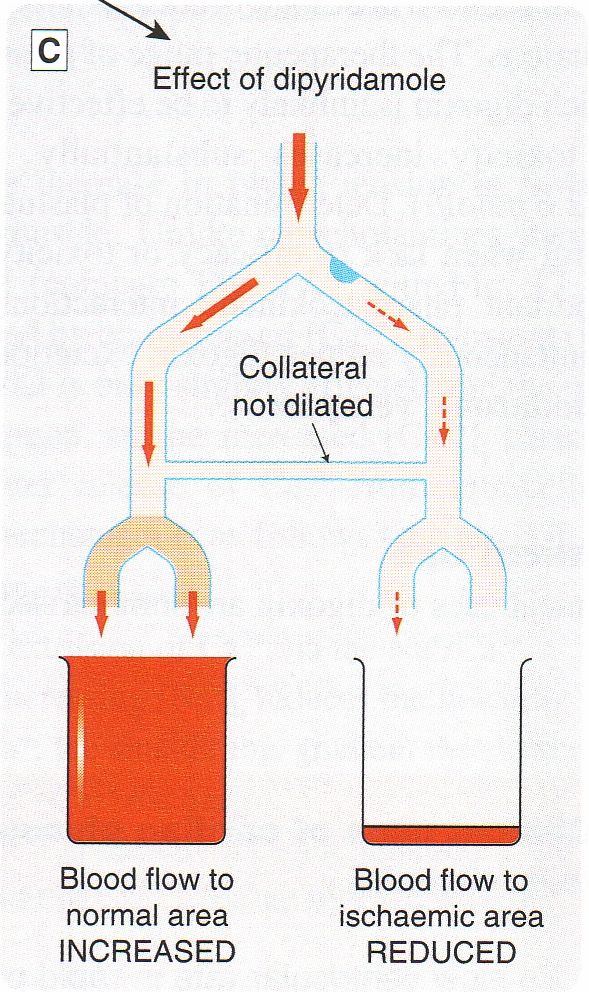 C
Effect of dipyridamole
Collateral
not dilated
Blood flow to
normal area
INCREASED
Blood flow to
ischaemic area
REDUCED